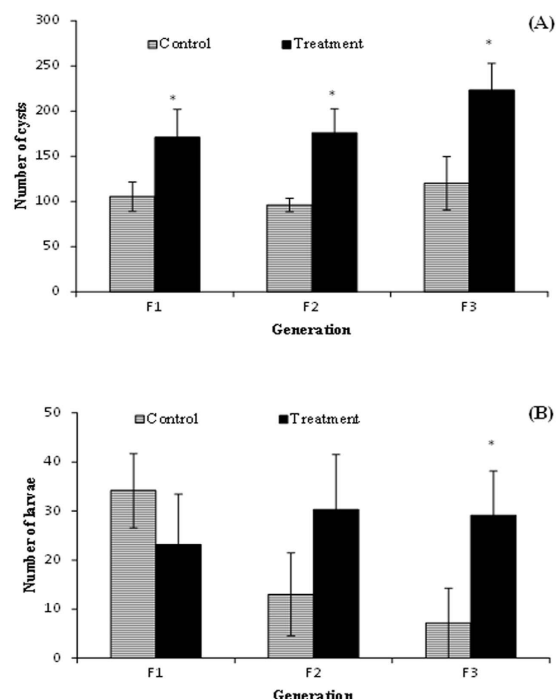 (A)
Control Treatment
300
250
200
150
100
50
0
Number of cysts
* * *
F1 F2 F3
Generation
(B)
Control Treatment
50
40
30
20
10
0
Number of larvae
*
F1 F2 F3
Generation